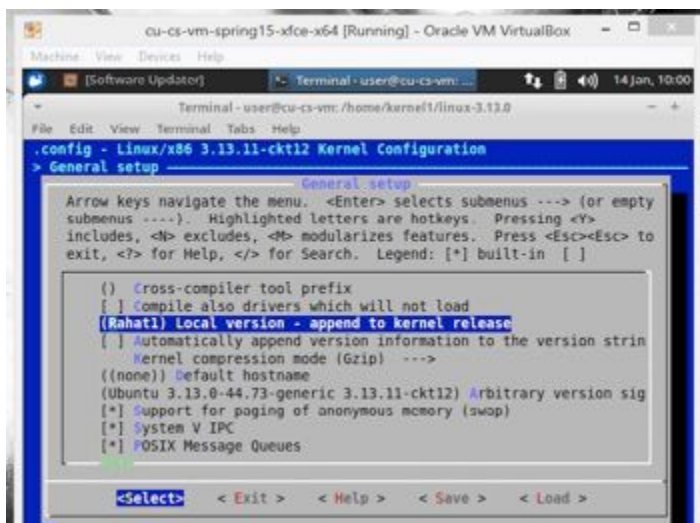 cu-cs-vm-spring15-xfce-x64 [Running] - Oracle VM VirtualBox
Machine View Devices Help
[Software Updater] Terminal - user@cu-cs-vm: ... 14 Jan, 10:00
Terminal - user@cu-cs-vm: /home/kernel1/linux-3.13.0
File Edit View Terminal Tabs Help
.config - Linux/x86 3.13.11-ckt12 Kernel Configuration
> General setup
General setup
Arrow keys navigate the menu. <Enter> selects submenus ---> (or empty
submenus ----). Highlighted letters are hotkeys. Pressing <Y>
includes, <N> excludes, <M> modularizes features. Press <Esc><Esc> to
exit, <?> for Help, </> for Search. Legend: [*] built-in [ ]
() Cross-compiler tool prefix
[ ] Compile also drivers which will not load
(Rahat1) Local version - append to kernel release
[ ] Automatically append version information to the version strin
Kernel compression mode (Gzip) --->
((none)) Default hostname
(Ubuntu 3.13.0-44.73-generic 3.13.11-ckt12) Arbitrary version sig
[*] Support for paging of anonymous memory (swap)
[*] System V IPC
[*] POSIX Message Queues
<Select> < Exit > < Help > < Save > < Load >